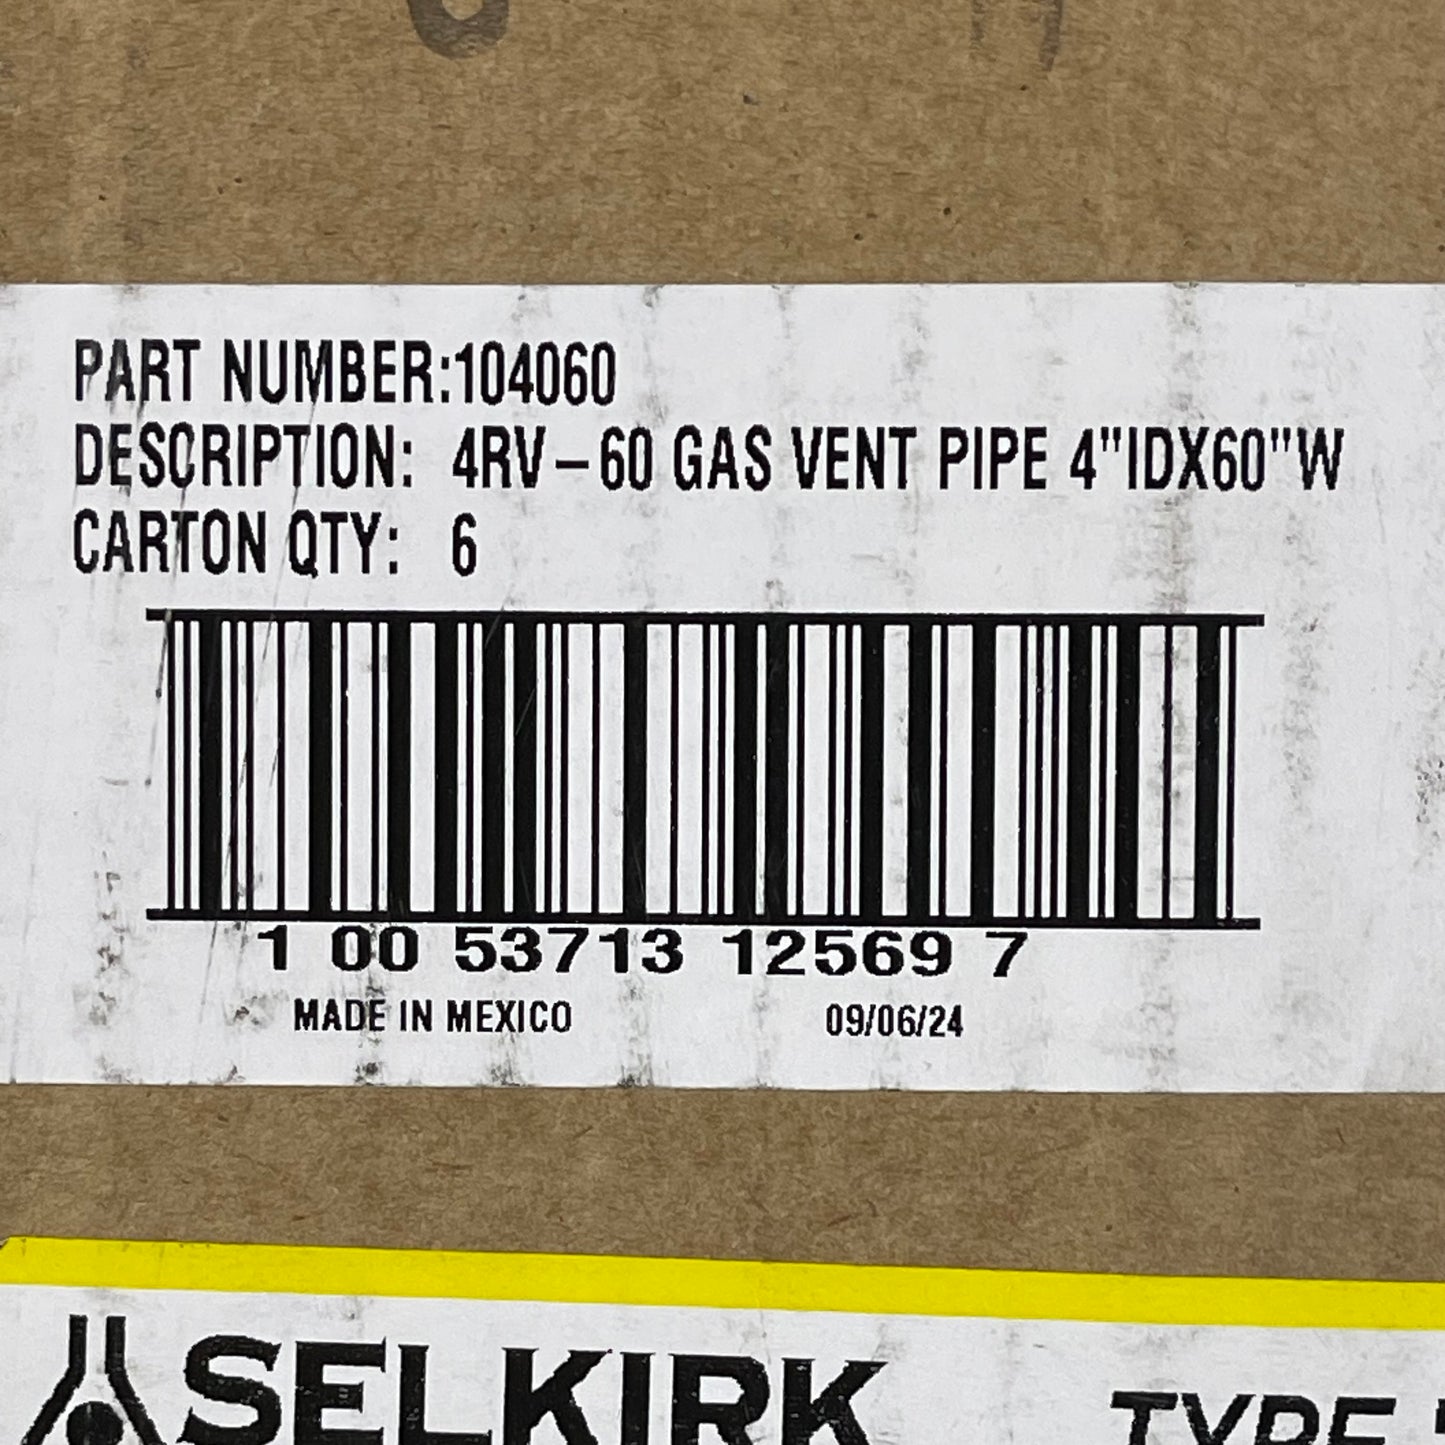 PART NUMBER:104060
DESCRIPTION: 4RV-60 GAS VENT PIPE 4"IDX60"W
CARTON QTY: 6
1 00 53713 12569 7
MADE IN MEXICO 09/06/24
SELKIRK TYPE